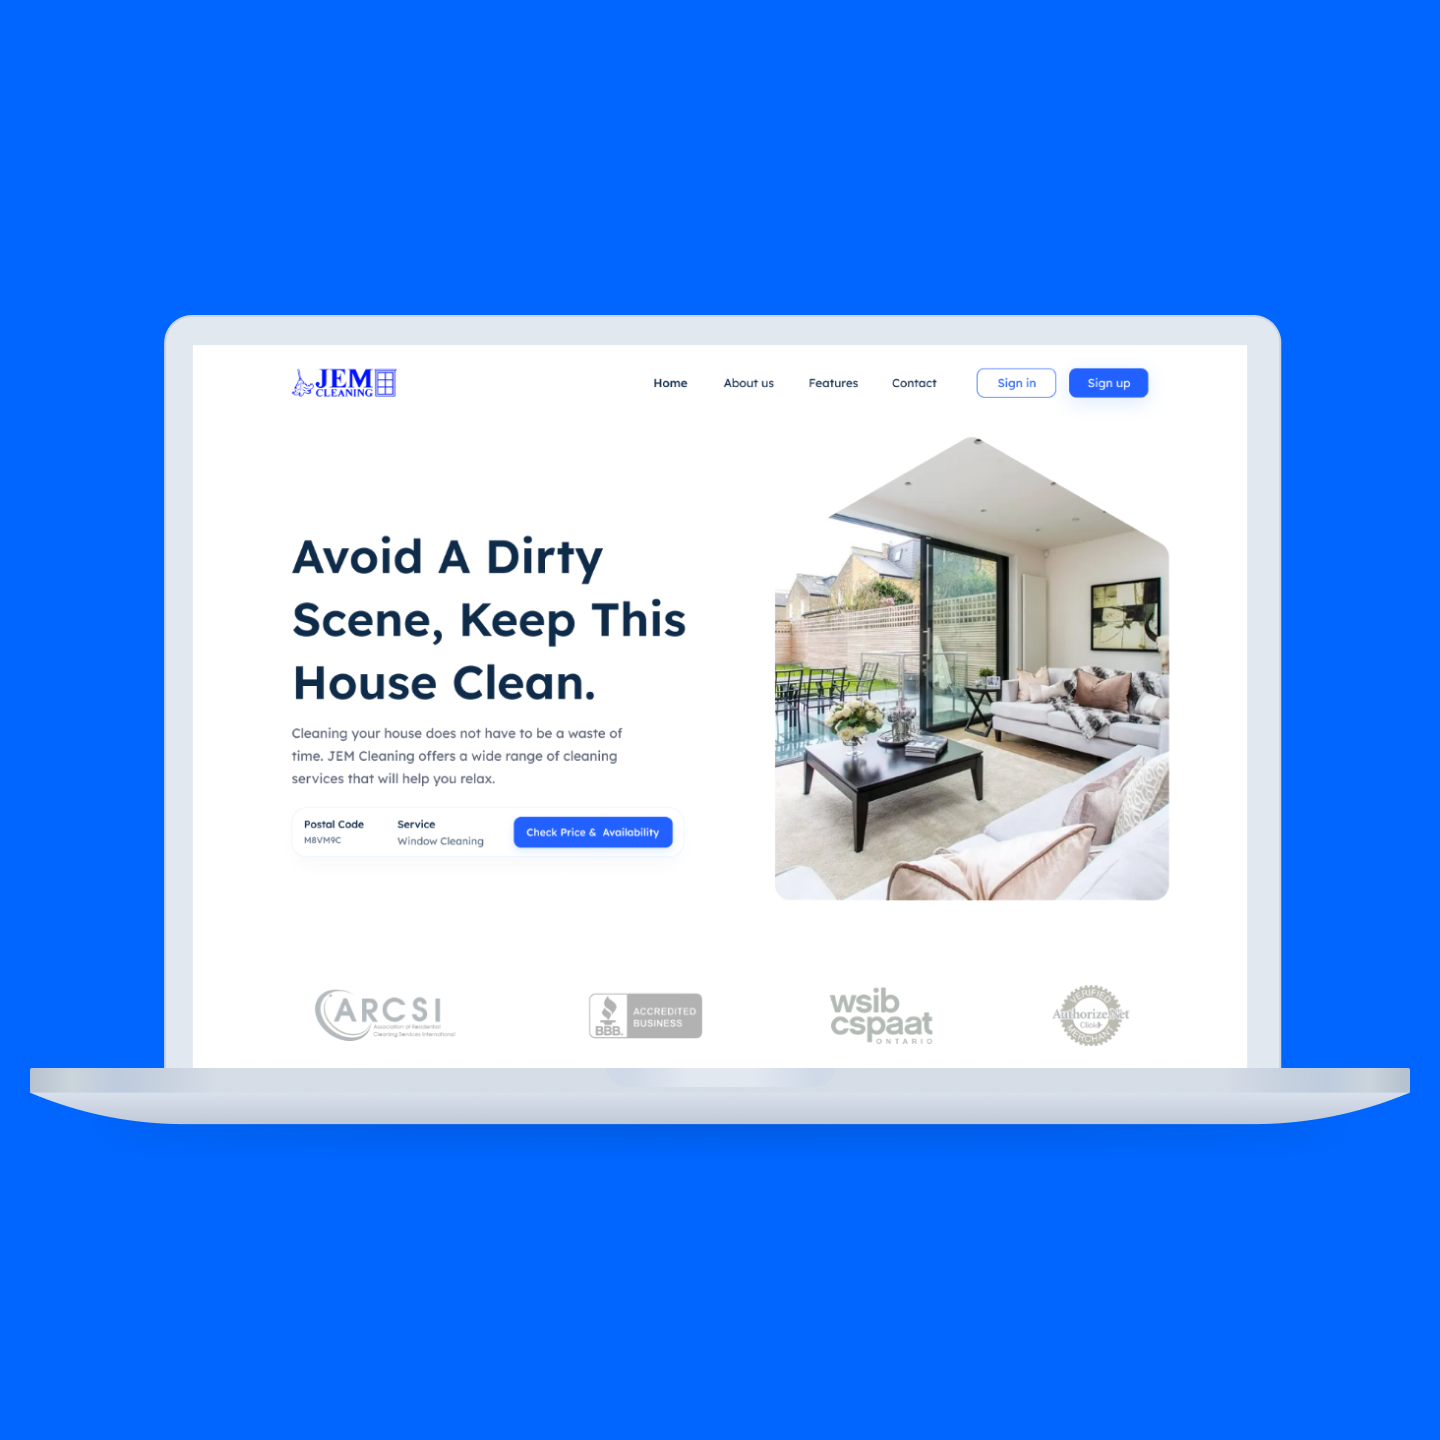 JEM
CLEANING
Home
About us
Features
Contact
Sign in
Sign up
Avoid A Dirty
Scene, Keep This
House Clean.
Cleaning your house does not have to be a waste of
time. JEM Cleaning offers a wide range of cleaning
services that will help you relax.
Postal Code
M8VM9C
Service
Window Cleaning
Check Price & Availability
ARCSI
Association of Residential
Cleaning Services International
BBB.
ACCREDITED
BUSINESS
wsib
cspaat
ONTARIO
VERIFIED
Authorize.Net
Click
MERCHANT